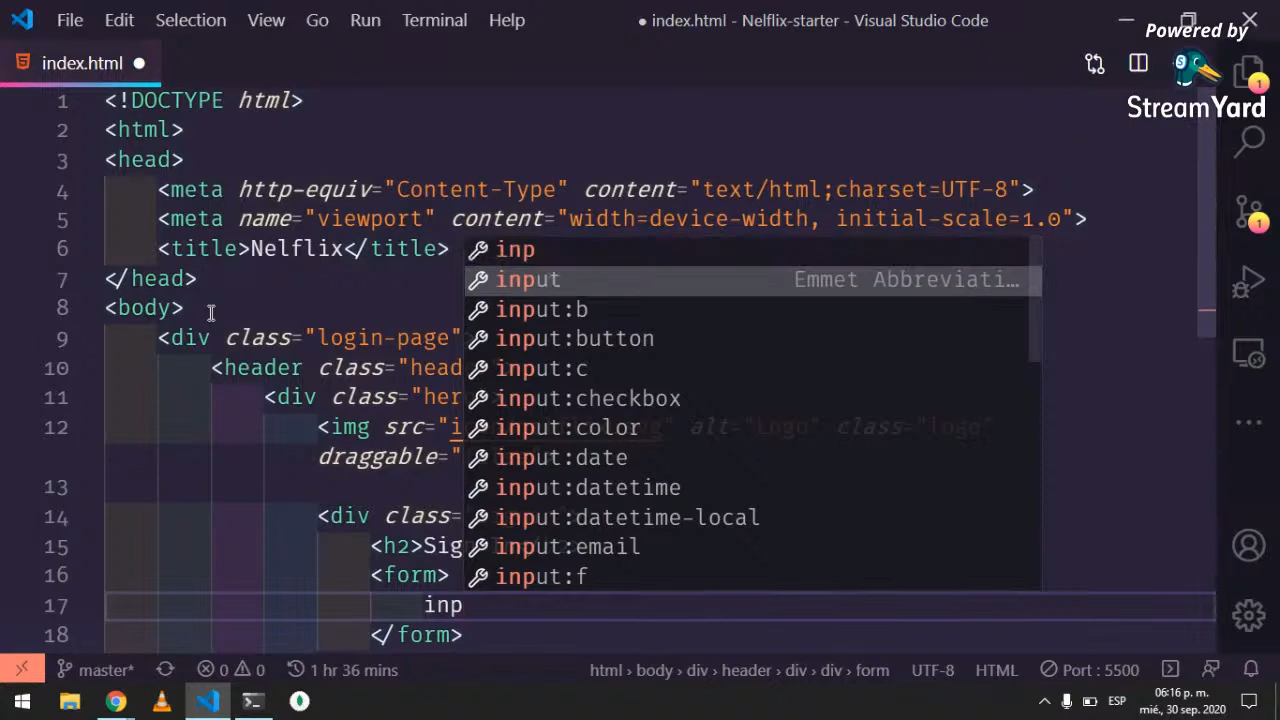 File Edit Selection View Go Run Terminal Help
● index.html - Nelflix-starter - Visual Studio Code
Powered by
StreamYard
index.html ●
1 <!DOCTYPE html>
2 <html>
3 <head>
4 <meta http-equiv="Content-Type" content="text/html;charset=UTF-8">
5 <meta name="viewport" content="width=device-width, initial-scale=1.0">
6 <title>Nelflix</title>
7 </head>
8 <body>
9 <div class="login-page"
10 <header class="head
11 <div class="her
12 <img src="i alt="Logo" class="logo"
draggable="
13
14 <div class=
15 <h2>Sig
16 <form>
17 inp
18 </form>
inp
input Emmet Abbreviati…
input:b
input:button
input:c
input:checkbox
input:color
input:date
input:datetime
input:datetime-local
input:email
input:f
1
1
master* 0 0 1 hr 36 mins html › body › div › header › div › div › form UTF-8 HTML Port : 5500
ESP
06:16 p. m.
mié., 30 sep. 2020